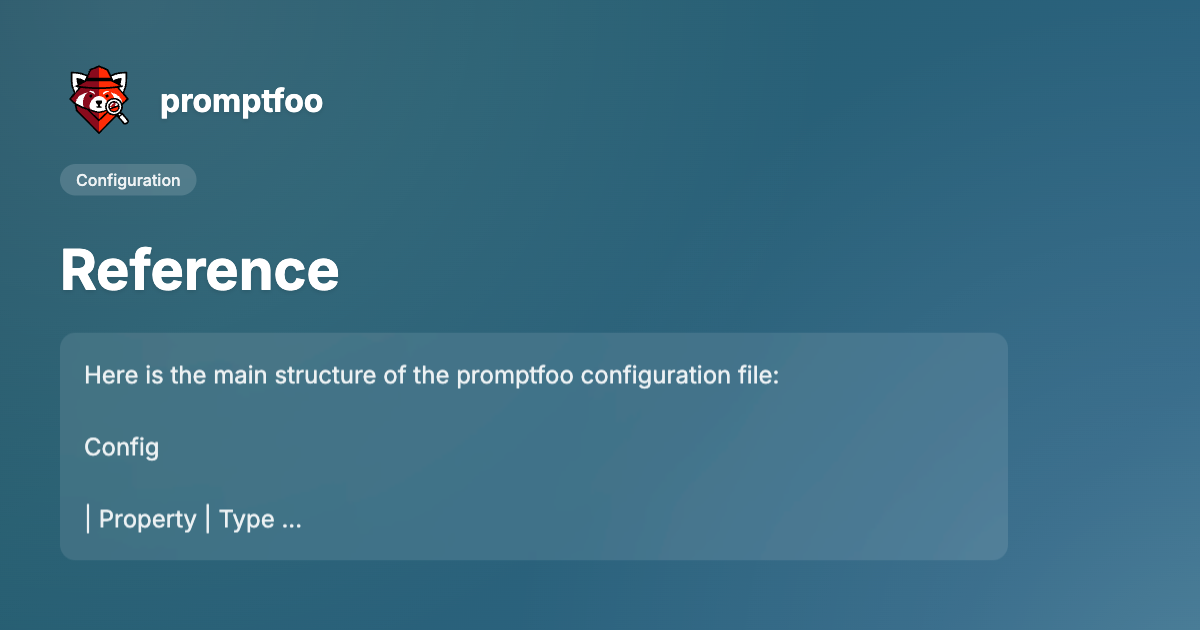 promptfoo
Configuration
Reference
Here is the main structure of the promptfoo configuration file:
Config
| Property | Type ...